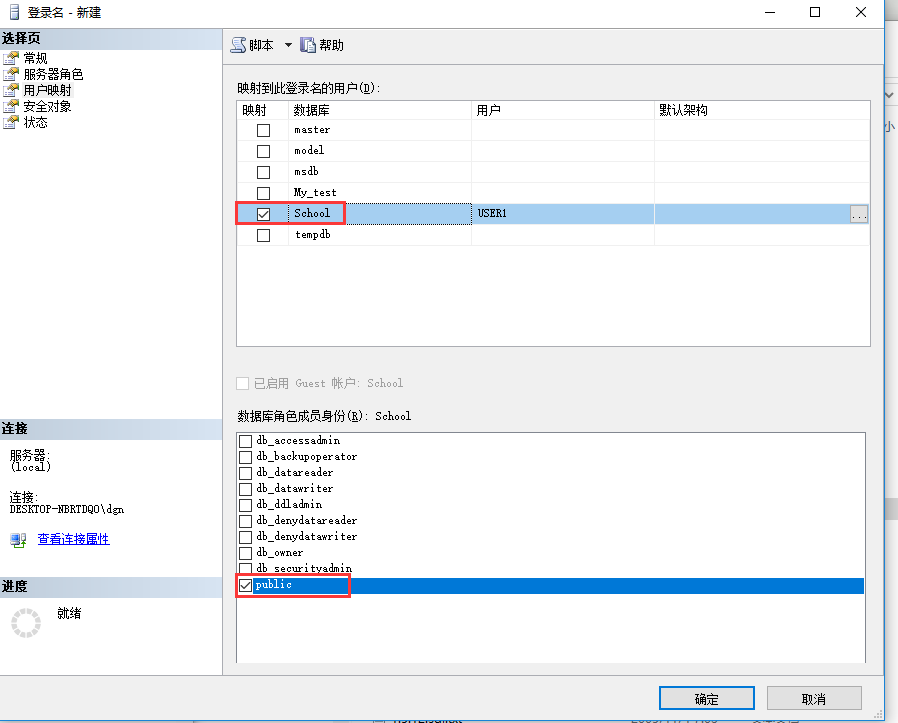 登录名 - 新建
选择页
常规
服务器角色
用户映射
安全对象
状态
脚本 帮助
映射到此登录名的用户(D):
映射 数据库 用户 默认架构
master
model
msdb
My_test
School USER1 ...
tempdb
已启用 Guest 帐户: School
数据库角色成员身份(R): School
db_accessadmin
db_backupoperator
db_datareader
db_datawriter
db_ddladmin
db_denydatareader
db_denydatawriter
db_owner
db_securityadmin
public
连接
服务器:
(local)
连接:
DESKTOP-NBRTDQO\dgn
查看连接属性
进度
就绪
确定 取消
小